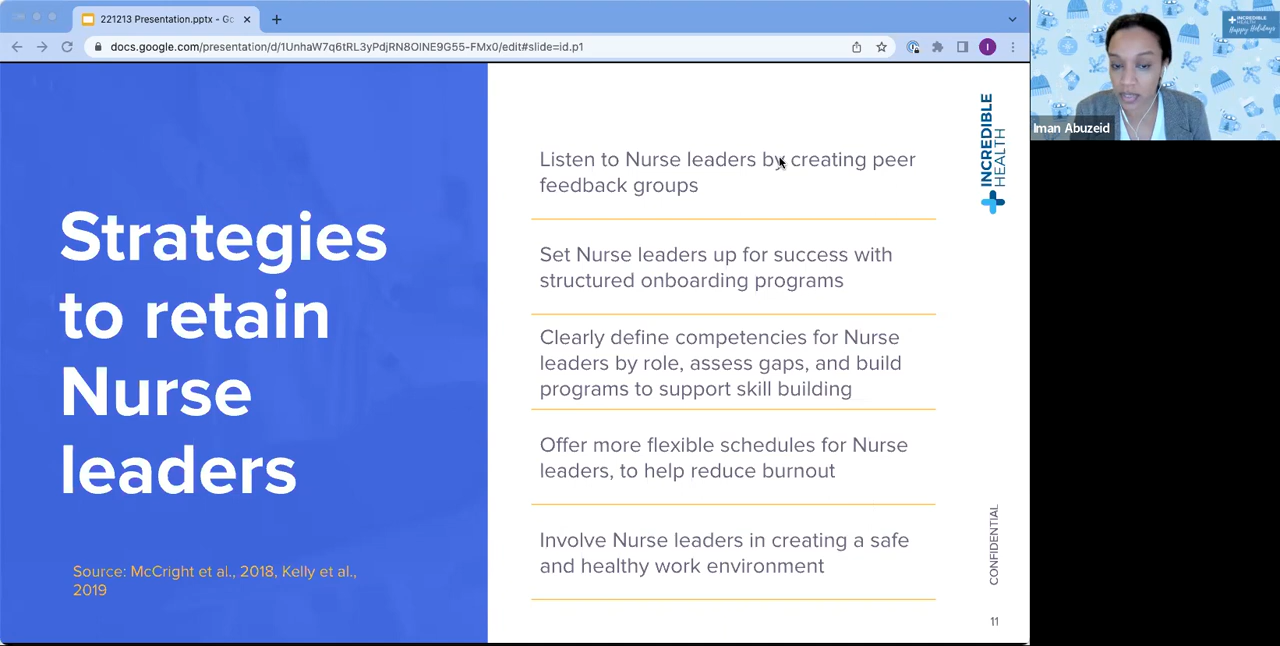 221213 Presentation.pptx - Go
docs.google.com/presentation/d/1UnhaW7q6tRL3yPdjRN8OINE9G55-FMx0/edit#slide=id.p1
I
INCREDIBLE
HEALTH
Happy Holidays
Iman Abuzeid
Strategies
to retain
Nurse
leaders
Source: McCright et al., 2018, Kelly et al.,
2019
Listen to Nurse leaders by creating peer
feedback groups
Set Nurse leaders up for success with
structured onboarding programs
Clearly define competencies for Nurse
leaders by role, assess gaps, and build
programs to support skill building
Offer more flexible schedules for Nurse
leaders, to help reduce burnout
Involve Nurse leaders in creating a safe
and healthy work environment
INCREDIBLE
HEALTH
CONFIDENTIAL
11